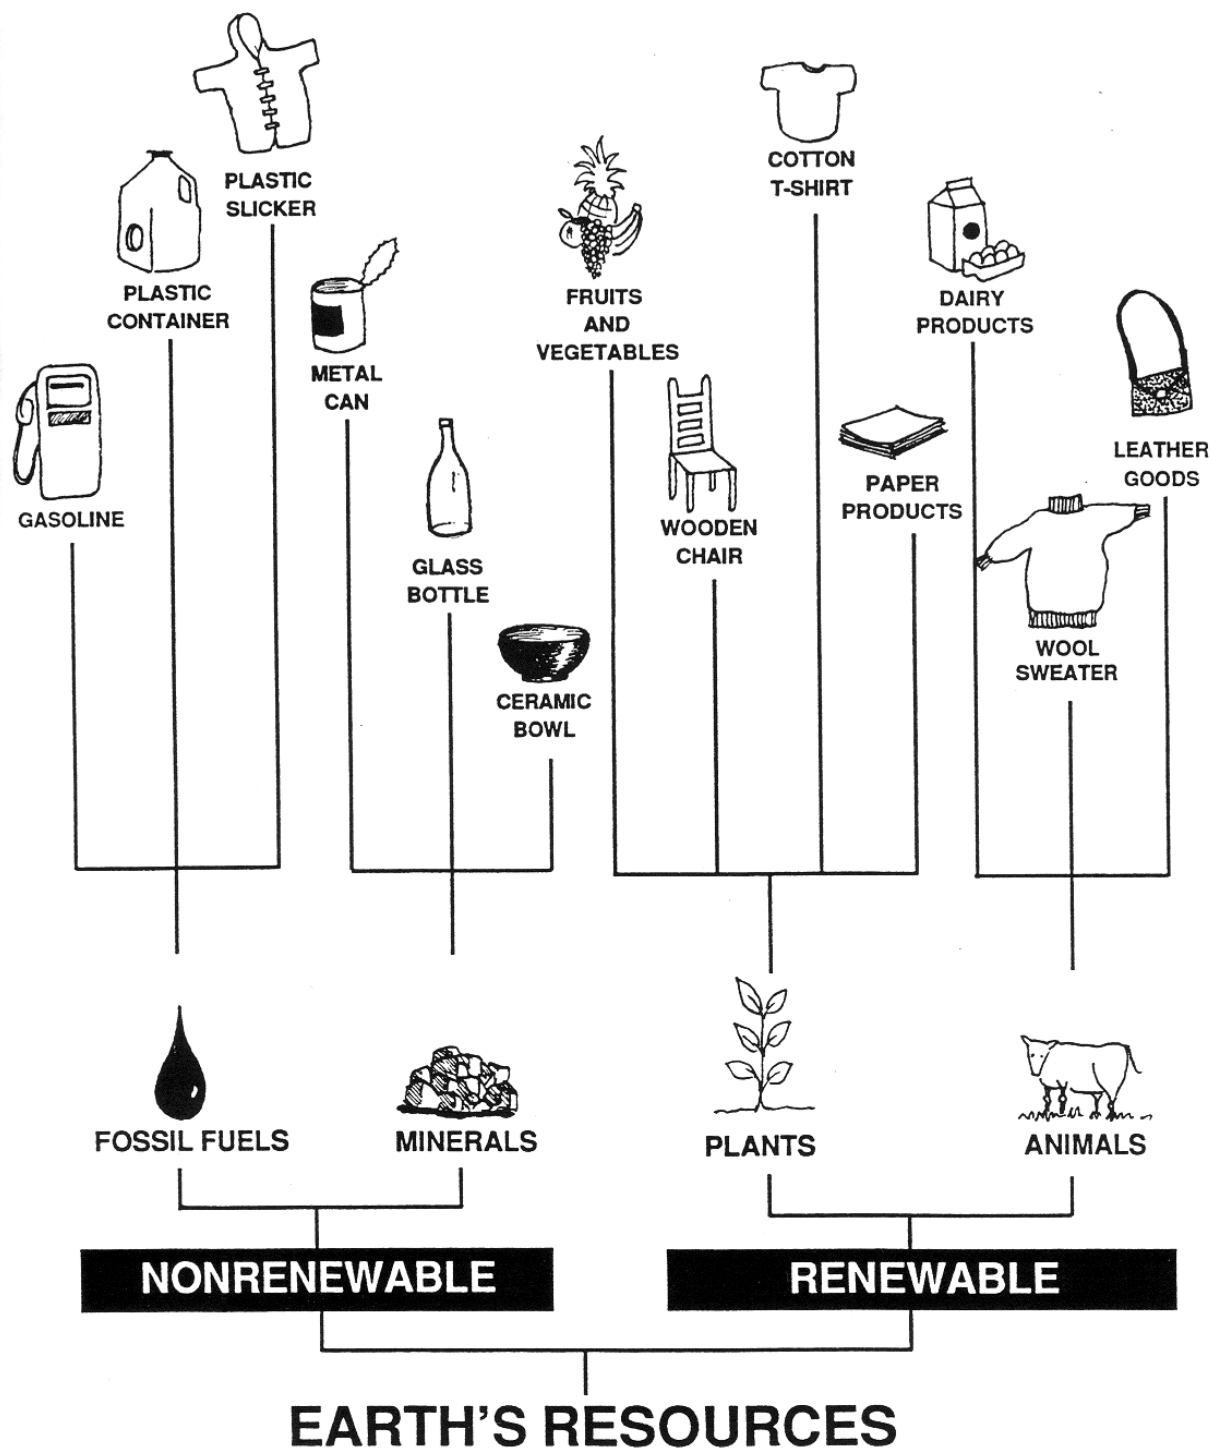 PLASTIC
SLICKER
COTTON
T-SHIRT
PLASTIC
CONTAINER
FRUITS
AND
VEGETABLES
DAIRY
PRODUCTS
METAL
CAN
LEATHER
GOODS
GASOLINE
PAPER
PRODUCTS
WOODEN
CHAIR
GLASS
BOTTLE
WOOL
SWEATER
CERAMIC
BOWL
FOSSIL FUELS
MINERALS
PLANTS
ANIMALS
NONRENEWABLE
RENEWABLE
EARTH'S RESOURCES